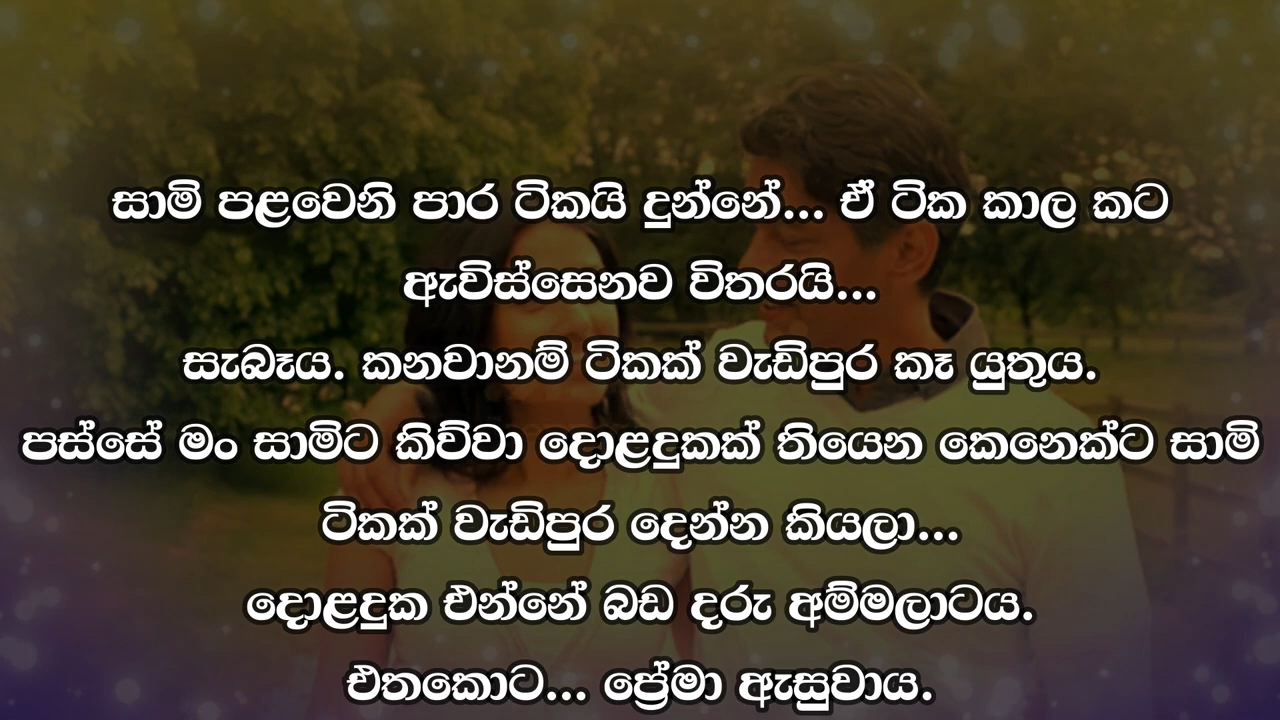 සාමි පළවෙනි පාර ටිකයි දුන්නේ... ඒ ටික කාල කට
ඇවිස්සෙනව විතරයි...
සැබෑය. කනවානම් ටිකක් වැඩිපුර කෑ යුතුය.
පස්සේ මං සාමිට කිව්වා දොළදුකක් තියෙන කෙනෙක්ට සාමි
ටිකක් වැඩිපුර දෙන්න කියලා...
දොළදුක එන්නේ බඩ දරු අම්මලාටය.
එතකොට... ප්‍රේමා ඇසුවාය.